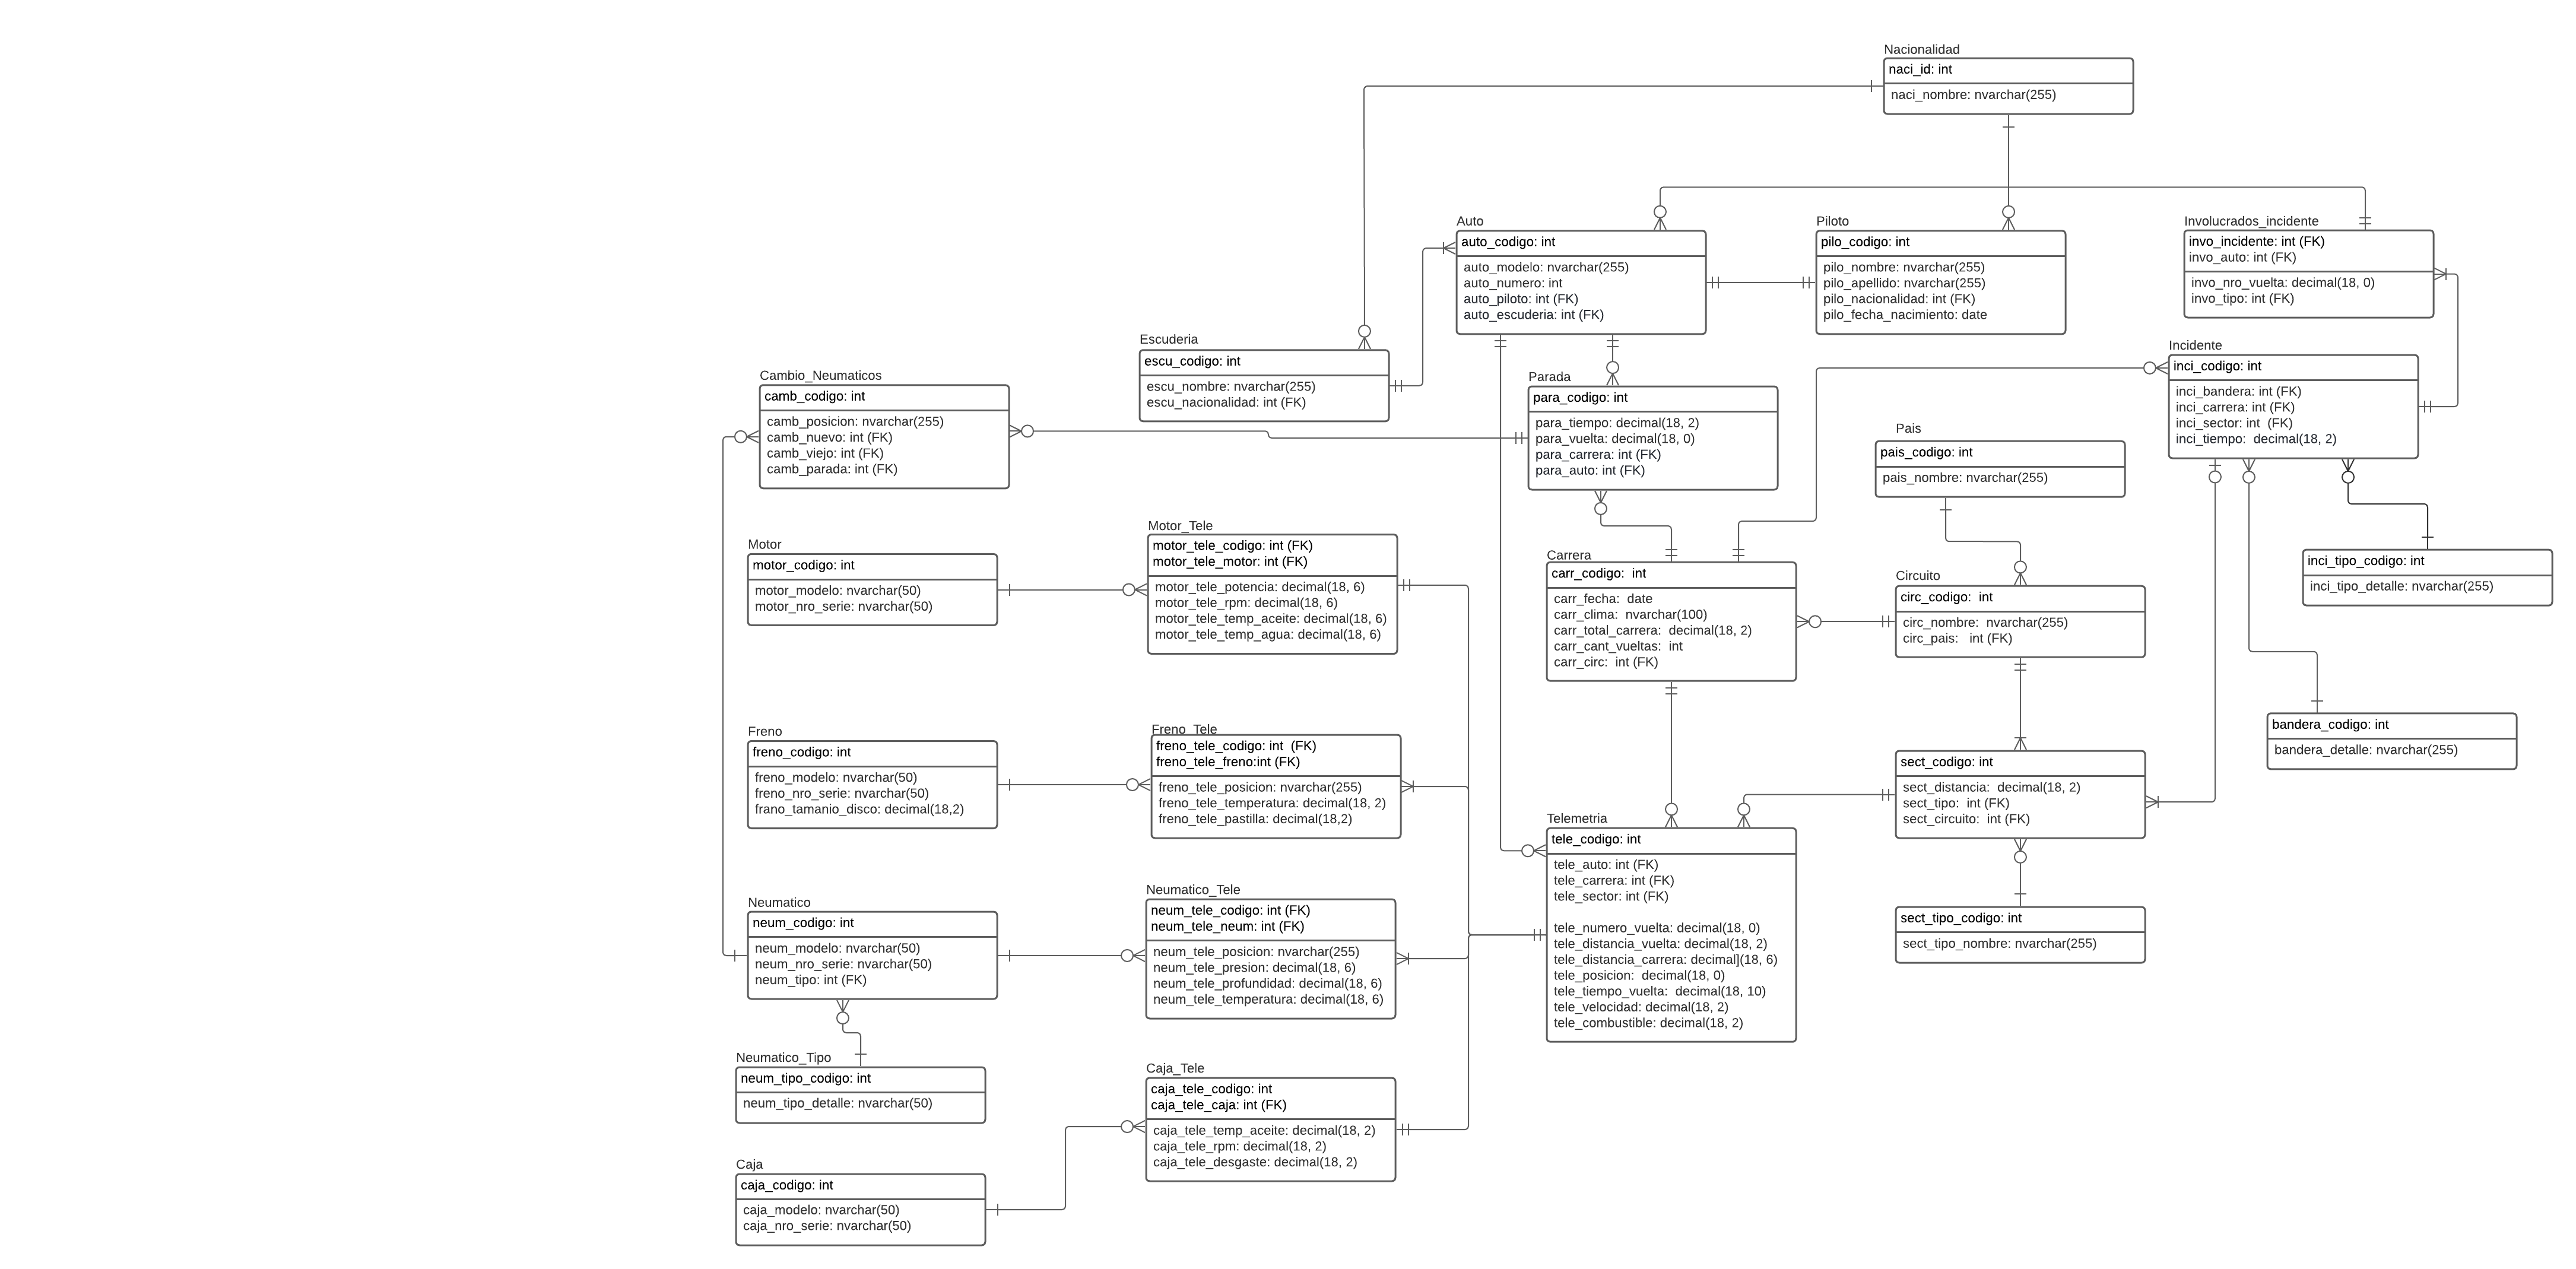 Nacionalidad
naci_id: int
naci_nombre: nvarchar(255)
Auto
auto_codigo: int
auto_modelo: nvarchar(255)
auto_numero: int
auto_piloto: int (FK)
auto_escuderia: int (FK)
Piloto
pilo_codigo: int
pilo_nombre: nvarchar(255)
pilo_apellido: nvarchar(255)
pilo_nacionalidad: int (FK)
pilo_fecha_nacimiento: date
Involucrados_incidente
invo_incidente: int (FK)
invo_auto: int (FK)
invo_nro_vuelta: decimal(18, 0)
invo_tipo: int (FK)
Escuderia
escu_codigo: int
escu_nombre: nvarchar(255)
escu_nacionalidad: int (FK)
Incidente
inci_codigo: int
inci_bandera: int (FK)
inci_carrera: int (FK)
inci_sector: int  (FK)
inci_tiempo:  decimal(18, 2)
Cambio_Neumaticos
camb_codigo: int
camb_posicion: nvarchar(255)
camb_nuevo: int (FK)
camb_viejo: int (FK)
camb_parada: int (FK)
Parada
para_codigo: int
para_tiempo: decimal(18, 2)
para_vuelta: decimal(18, 0)
para_carrera: int (FK)
para_auto: int (FK)
Pais
pais_codigo: int
pais_nombre: nvarchar(255)
Motor
motor_codigo: int
motor_modelo: nvarchar(50)
motor_nro_serie: nvarchar(50)
Motor_Tele
motor_tele_codigo: int (FK)
motor_tele_motor: int (FK)
motor_tele_potencia: decimal(18, 6)
motor_tele_rpm: decimal(18, 6)
motor_tele_temp_aceite: decimal(18, 6)
motor_tele_temp_agua: decimal(18, 6)
Carrera
carr_codigo:  int
carr_fecha:  date
carr_clima:  nvarchar(100)
carr_total_carrera:  decimal(18, 2)
carr_cant_vueltas:  int
carr_circ:  int (FK)
Circuito
circ_codigo:  int
circ_nombre:  nvarchar(255)
circ_pais:   int (FK)
inci_tipo_codigo: int
inci_tipo_detalle: nvarchar(255)
bandera_codigo: int
bandera_detalle: nvarchar(255)
Freno
freno_codigo: int
freno_modelo: nvarchar(50)
freno_nro_serie: nvarchar(50)
frano_tamanio_disco: decimal(18,2)
Freno_Tele
freno_tele_codigo: int  (FK)
freno_tele_freno:int (FK)
freno_tele_posicion: nvarchar(255)
freno_tele_temperatura: decimal(18, 2)
freno_tele_pastilla: decimal(18,2)
sect_codigo: int
sect_distancia:  decimal(18, 2)
sect_tipo:  int (FK)
sect_circuito:  int (FK)
Telemetria
tele_codigo: int
tele_auto: int (FK)
tele_carrera: int (FK)
tele_sector: int (FK)
tele_numero_vuelta: decimal(18, 0)
tele_distancia_vuelta: decimal(18, 2)
tele_distancia_carrera: decimal](18, 6)
tele_posicion:  decimal(18, 0)
tele_tiempo_vuelta:  decimal(18, 10)
tele_velocidad: decimal(18, 2)
tele_combustible: decimal(18, 2)
Neumatico
neum_codigo: int
neum_modelo: nvarchar(50)
neum_nro_serie: nvarchar(50)
neum_tipo: int (FK)
Neumatico_Tele
neum_tele_codigo: int (FK)
neum_tele_neum: int (FK)
neum_tele_posicion: nvarchar(255)
neum_tele_presion: decimal(18, 6)
neum_tele_profundidad: decimal(18, 6)
neum_tele_temperatura: decimal(18, 6)
sect_tipo_codigo: int
sect_tipo_nombre: nvarchar(255)
Neumatico_Tipo
neum_tipo_codigo: int
neum_tipo_detalle: nvarchar(50)
Caja_Tele
caja_tele_codigo: int
caja_tele_caja: int (FK)
caja_tele_temp_aceite: decimal(18, 2)
caja_tele_rpm: decimal(18, 2)
caja_tele_desgaste: decimal(18, 2)
Caja
caja_codigo: int
caja_modelo: nvarchar(50)
caja_nro_serie: nvarchar(50)